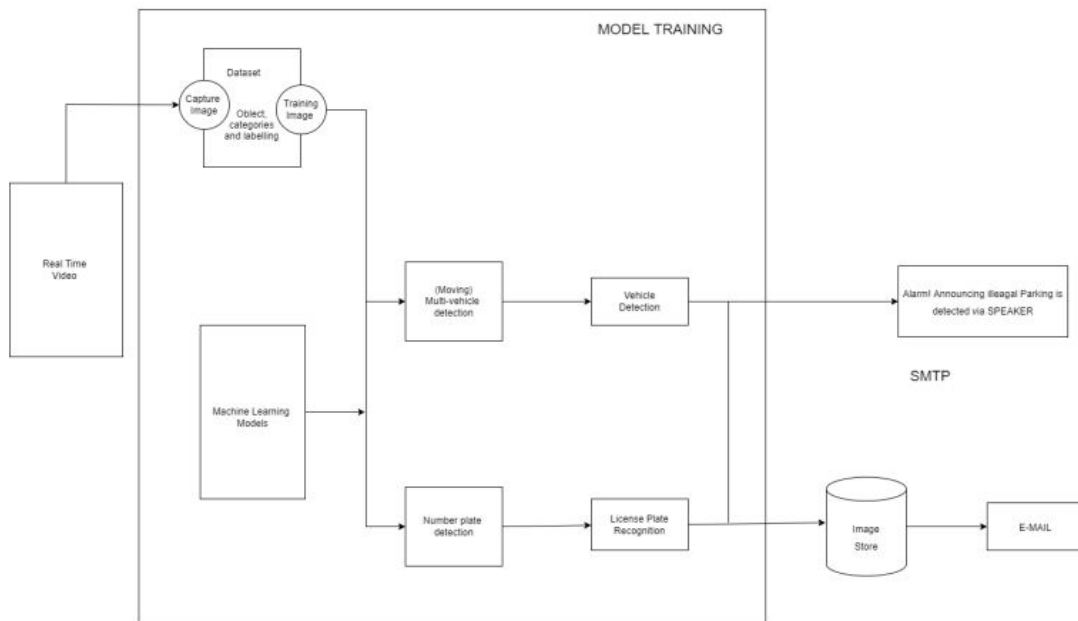 MODEL TRAINING
Dataset
Capture
Image
Training
Image
Oblect,
categories
and labelling
Real Time
Video
(Moving)
Multi-vehicle
detection
Vehicle
Detection
Alarm! Announcing illeagal Parking is
detected via SPEAKER
SMTP
Machine Learning
Models
Number plate
detection
License Plate
Recognition
Image
Store
E-MAIL